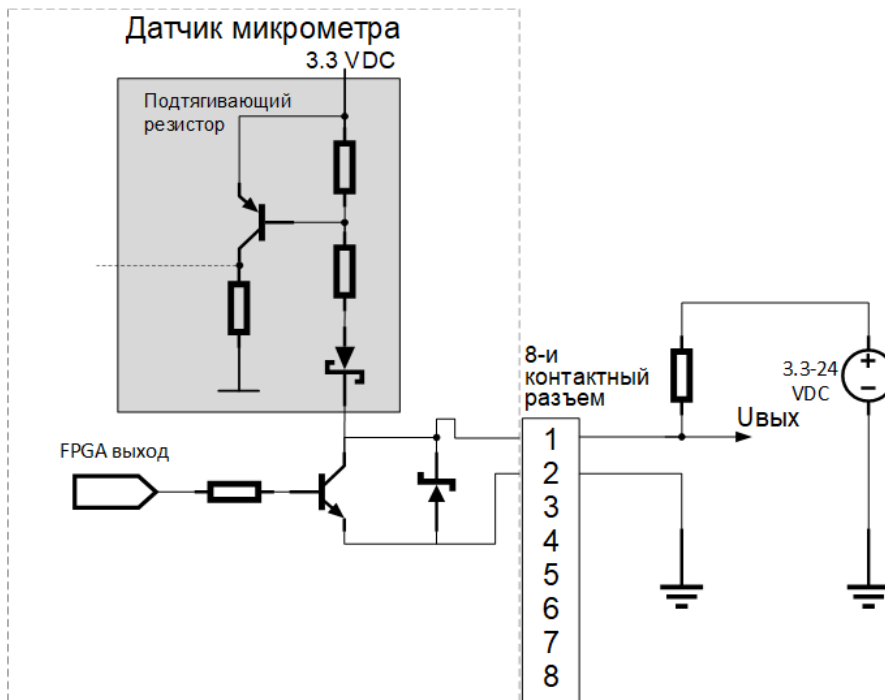 Датчик микрометра
3.3 VDC
Подтягивающий
резистор
8-и
контактный
разъем
3.3-24
VDC
+
−
Uвых
FPGA выход
1
2
3
4
5
6
7
8